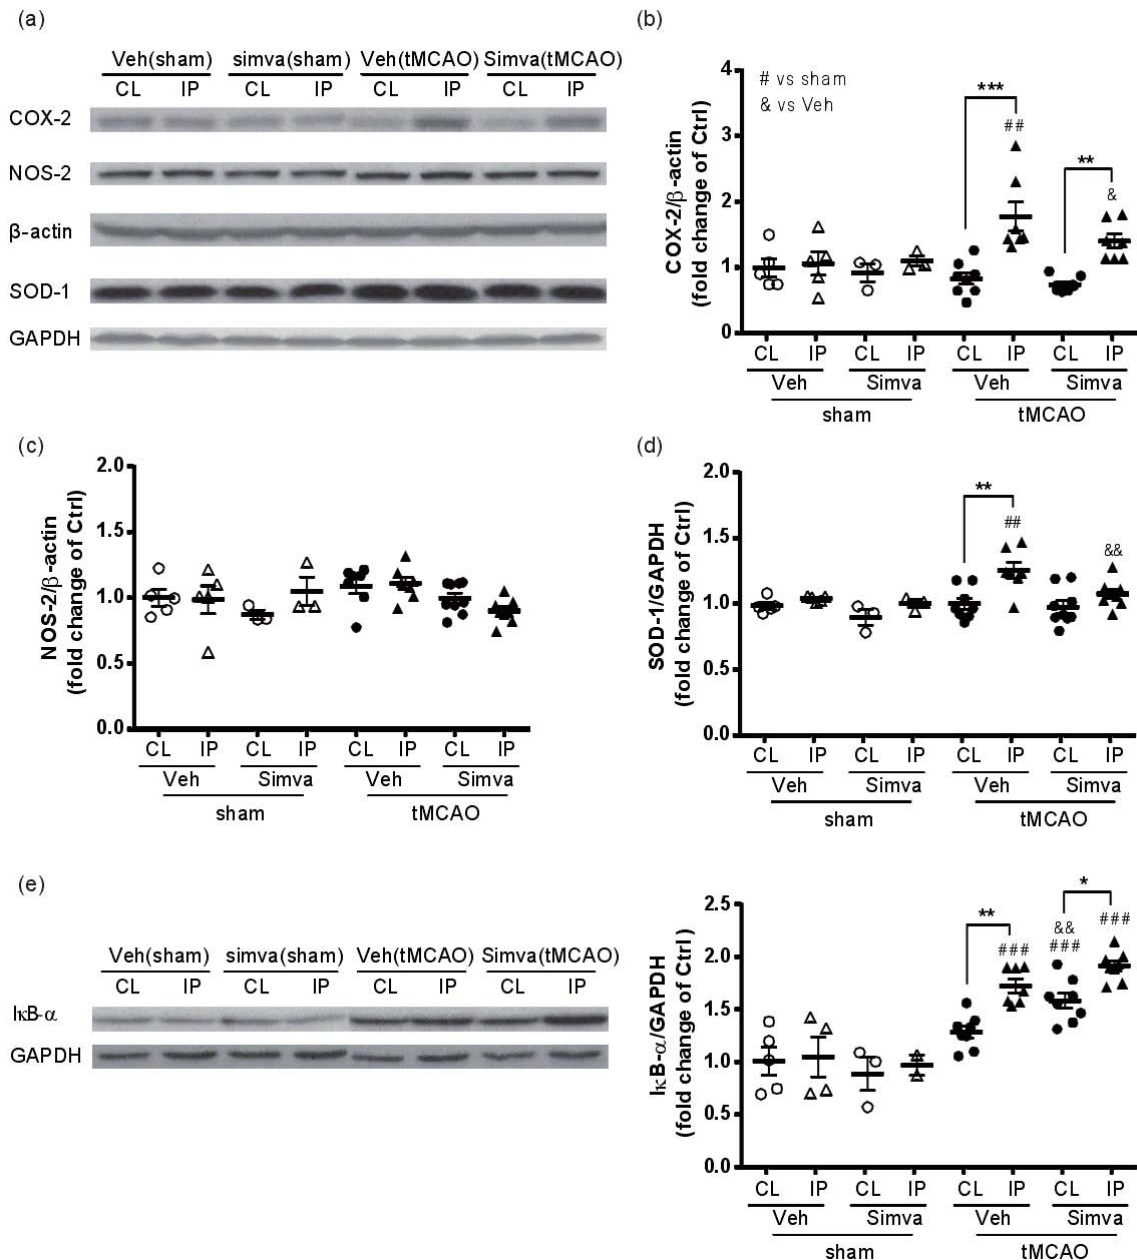 (a)
Veh(sham) simva(sham) Veh(tMCAO) Simva(tMCAO)
CL IP CL IP CL IP CL IP
COX-2
NOS-2
β-actin
SOD-1
GAPDH
(b)
# vs sham
& vs Veh
COX-2/β-actin
(fold change of Ctrl)
4
3
2
1
0
***
##
**
&
CL IP CL IP CL IP CL IP
Veh Simva Veh Simva
sham tMCAO
(c)
NOS-2/β-actin
(fold change of Ctrl)
2.0
1.5
1.0
0.5
0.0
CL IP CL IP CL IP CL IP
Veh Simva Veh Simva
sham tMCAO
(d)
SOD-1/GAPDH
(fold change of Ctrl)
2.0
1.5
1.0
0.5
0.0
**
##
&&
CL IP CL IP CL IP CL IP
Veh Simva Veh Simva
sham tMCAO
(e)
Veh(sham) simva(sham) Veh(tMCAO) Simva(tMCAO)
CL IP CL IP CL IP CL IP
IκB-α
GAPDH
IκB-α/GAPDH
(fold change of Ctrl)
2.5
2.0
1.5
1.0
0.5
0.0
**
###
&&
###
*
###
CL IP CL IP CL IP CL IP
Veh Simva Veh Simva
sham tMCAO